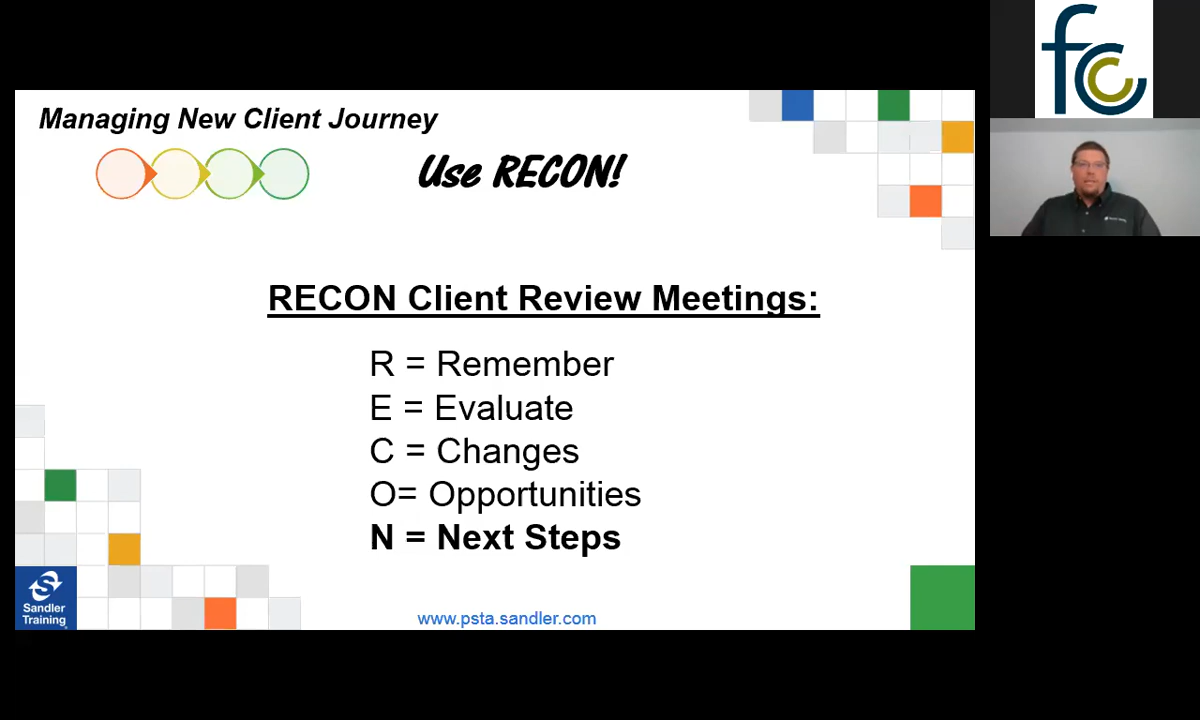 Managing New Client Journey
Use RECON!
RECON Client Review Meetings:
R = Remember
E = Evaluate
C = Changes
O= Opportunities
N = Next Steps
Sandler
Training
www.psta.sandler.com
fcc